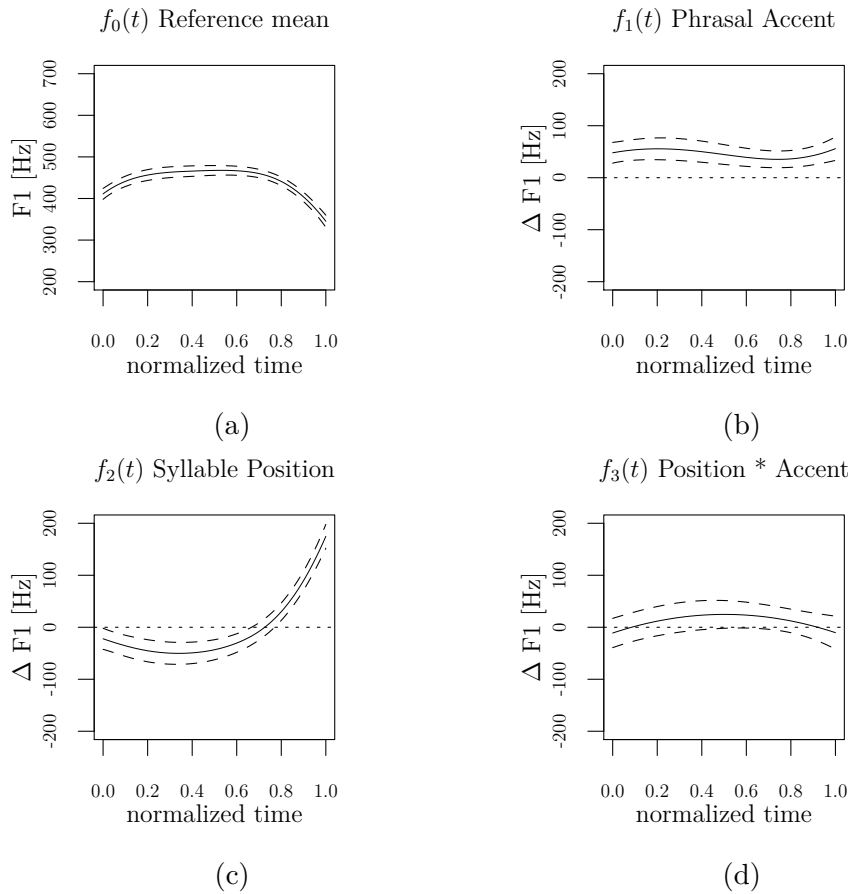 f₀(t) Reference mean
F1 [Hz]
700
600
500
400
300
200
0.0 0.2 0.4 0.6 0.8 1.0
normalized time
(a)
f₁(t) Phrasal Accent
Δ F1 [Hz]
200
100
0
-100
-200
0.0 0.2 0.4 0.6 0.8 1.0
normalized time
(b)
f₂(t) Syllable Position
Δ F1 [Hz]
200
100
0
-100
-200
0.0 0.2 0.4 0.6 0.8 1.0
normalized time
(c)
f₃(t) Position * Accent
Δ F1 [Hz]
200
100
0
-100
-200
0.0 0.2 0.4 0.6 0.8 1.0
normalized time
(d)